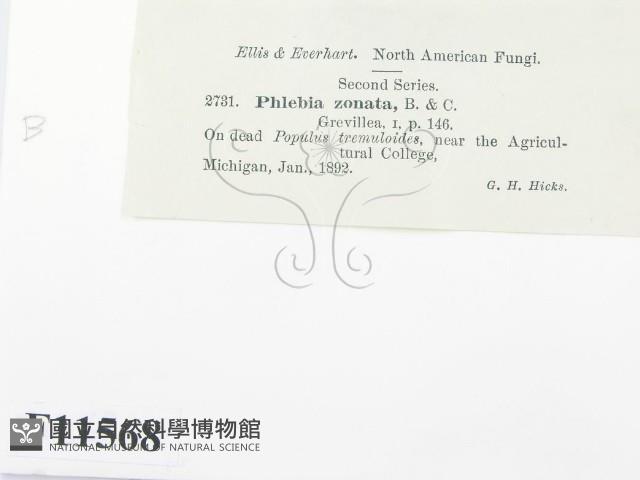 Ellis & Everhart. North American Fungi.
Second Series.
2731. Phlebia zonata, B. & C.
Grevillea, I, p. 146.
On dead Populus tremuloides, near the Agricul-
tural College,
Michigan, Jan., 1892.
G. H. Hicks.
B
F11568
國立自然科學博物館
NATIONAL MUSEUM OF NATURAL SCIENCE